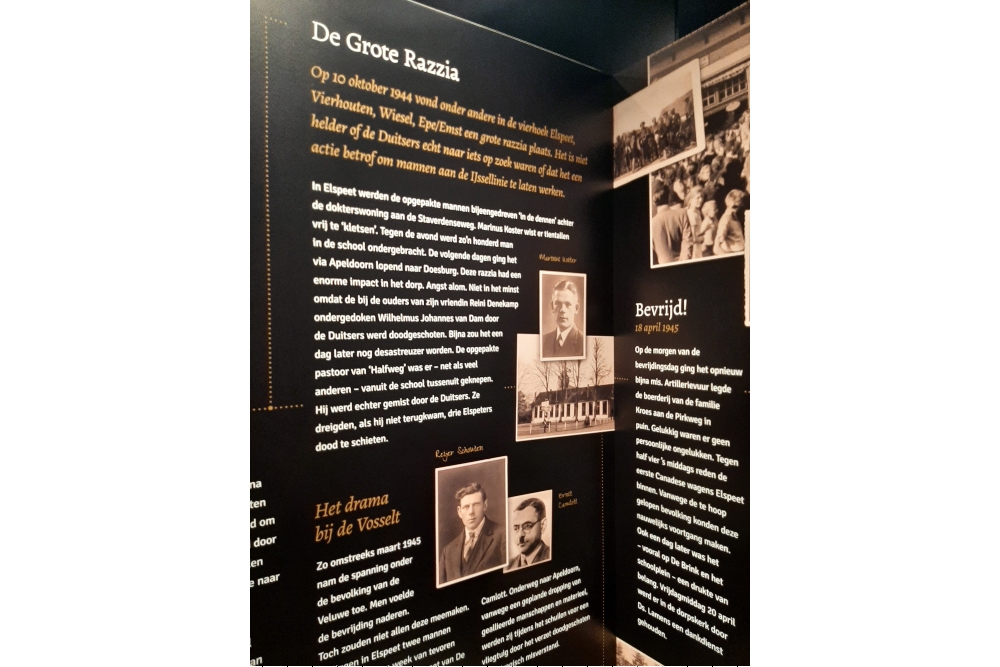 De Grote Razzia
Op 10 oktober 1944 vond onder andere in de vierhoek Elspeet,
Vierhouten, Wiesel, Epe/Emst een grote razzia plaats. Het is niet
helder of de Duitsers echt naar iets op zoek waren of dat het een
actie betrof om mannen aan de IJssellinie te laten werken.
In Elspeet werden de opgepakte mannen bijeengedreven 'in de dennen' achter
de dokterswoning aan de Staverdenseweg. Marinus Koster wist er tientallen
vrij te 'kletsen'. Tegen de avond werd zo'n honderd man
in de school ondergebracht. De volgende dagen ging het
via Apeldoorn lopend naar Doesburg. Deze razzia had een
enorme impact in het dorp. Angst alom. Niet in het minst
omdat de bij de ouders van zijn vriendin Reini Denekamp
ondergedoken Wilhelmus Johannes van Dam door
de Duitsers werd doodgeschoten. Bijna zou het een
dag later nog desastreuzer worden. De opgepakte
pastoor van 'Halfweg' was er – net als veel
anderen – vanuit de school tussenuit geknepen.
Hij werd echter gemist door de Duitsers. Ze
dreigden, als hij niet terugkwam, drie Elspeters
dood te schieten.
Marinus Koster
Reijer Schouten
Ernst
Camlott
Het drama
bij de Vosselt
Zo omstreeks maart 1945
nam de spanning onder
de bevolking van de
Veluwe toe. Men voelde
de bevrijding naderen.
Toch zouden niet allen deze meemaken.
gingen in Elspeet twee mannen
week van tevoren
van De
Camlott. Onderweg naar Apeldoorn,
vanwege een geplande dropping van
geallieerde manschappen en materieel,
werden zij tijdens het schuilen voor een
vliegtuig door het verzet doodgeschoten
misverstand.
Bevrijd!
18 april 1945
Op de morgen van de
bevrijdingsdag ging het opnieuw
bijna mis. Artillerievuur legde
de boerderij van de familie
Kroes aan de Pirkweg in
puin. Gelukkig waren er geen
persoonlijke ongelukken. Tegen
half vier 's middags reden de
eerste Canadese wagens Elspeet
binnen. Vanwege de te hoop
gelopen bevolking konden deze
nauwelijks voortgang maken.
Ook een dag later was het
– vooral op De Brink en het
schoolplein – een drukte van
belang. Vrijdagmiddag 20 april
werd er in de dorpskerk door
Ds. Lamens een dankdienst
gehouden.
na
ten
d om
door
en
e naar
an